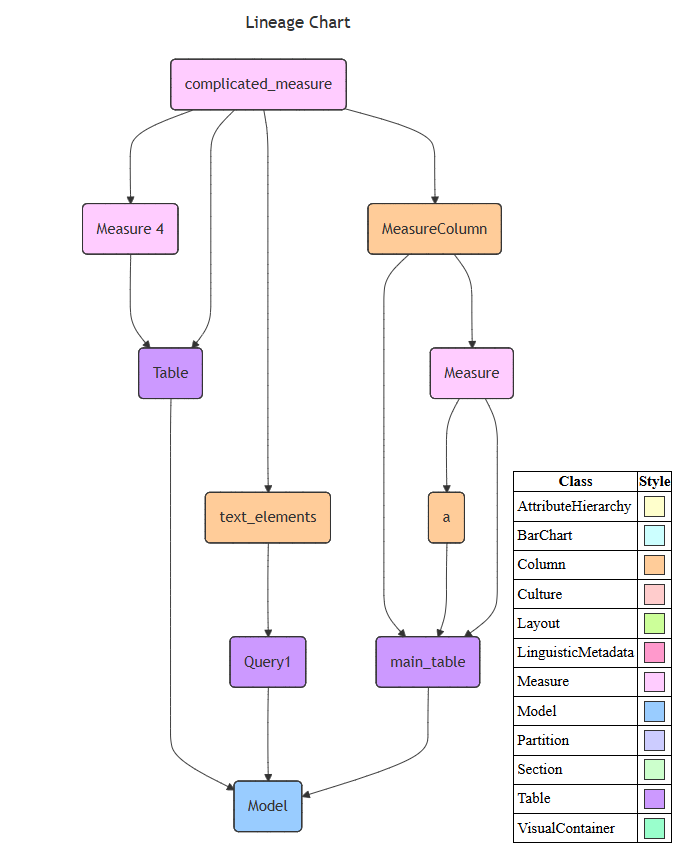 Lineage Chart
complicated_measure
Measure 4
MeasureColumn
Table
Measure
text_elements
a
Query1
main_table
Model
Class Style
AttributeHierarchy
BarChart
Column
Culture
Layout
LinguisticMetadata
Measure
Model
Partition
Section
Table
VisualContainer